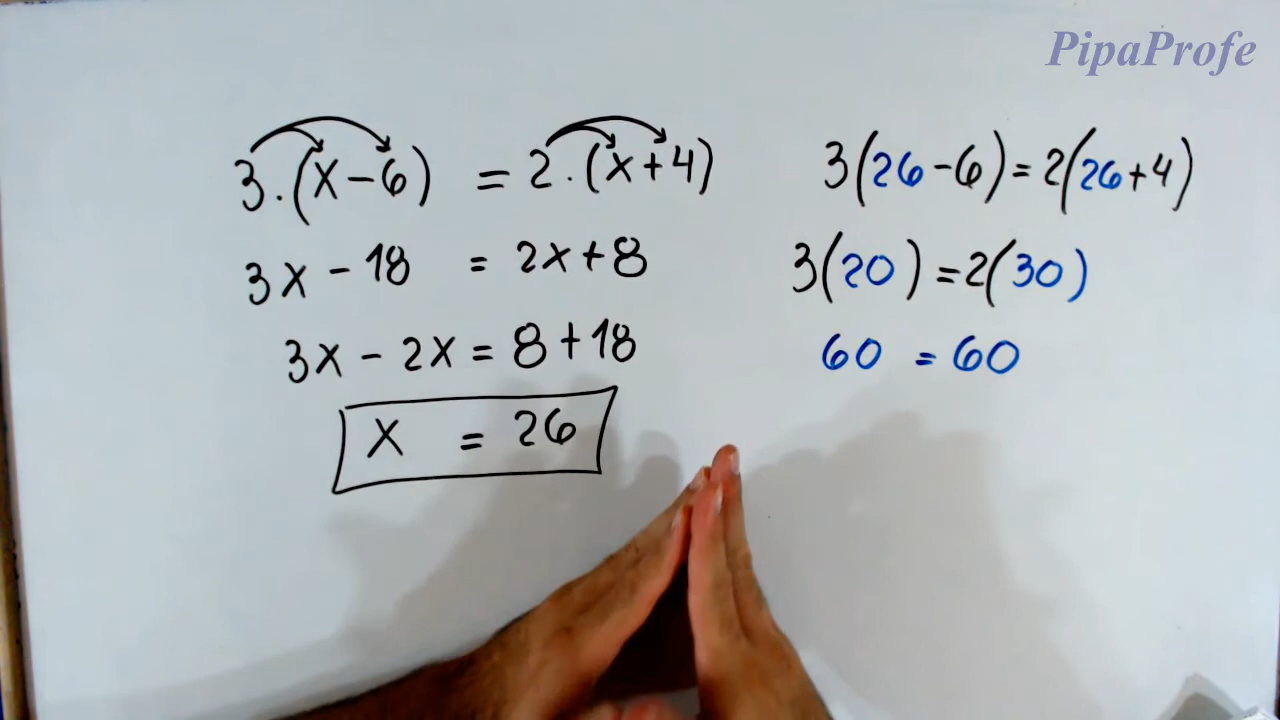 PipaProfe
3.(x-6) = 2.(x+4)
3x - 18 = 2x+8
3x - 2x = 8+18
x = 26
3(26-6)=2(26+4)
3(20)=2(30)
60 = 60